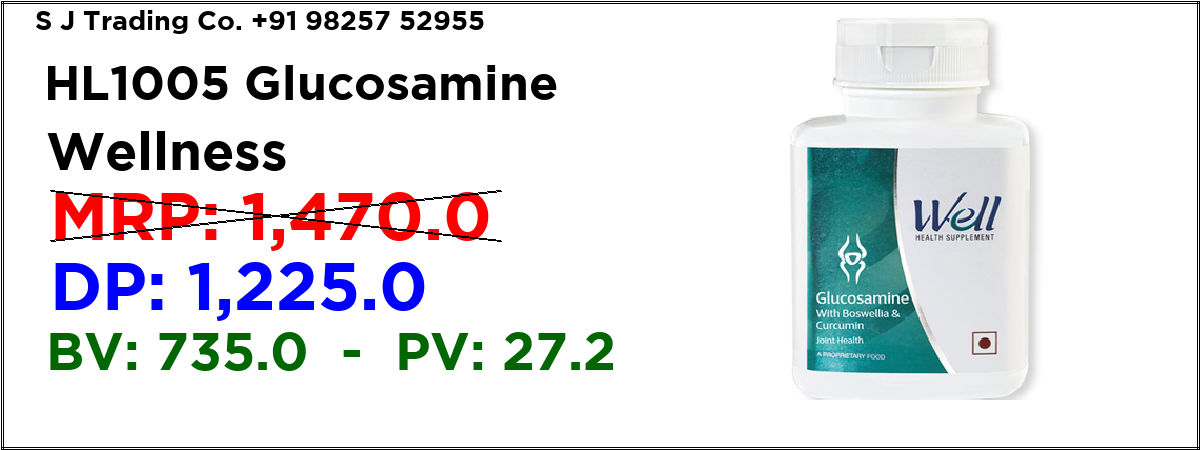 S J Trading Co. +91 98257 52955
HL1005 Glucosamine
Wellness
MRP: 1,470.0
DP: 1,225.0
BV: 735.0 - PV: 27.2
Well
HEALTH SUPPLEMENT
Glucosamine
With Boswellia &
Curcumin
Joint Health
A PROPRIETARY FOOD